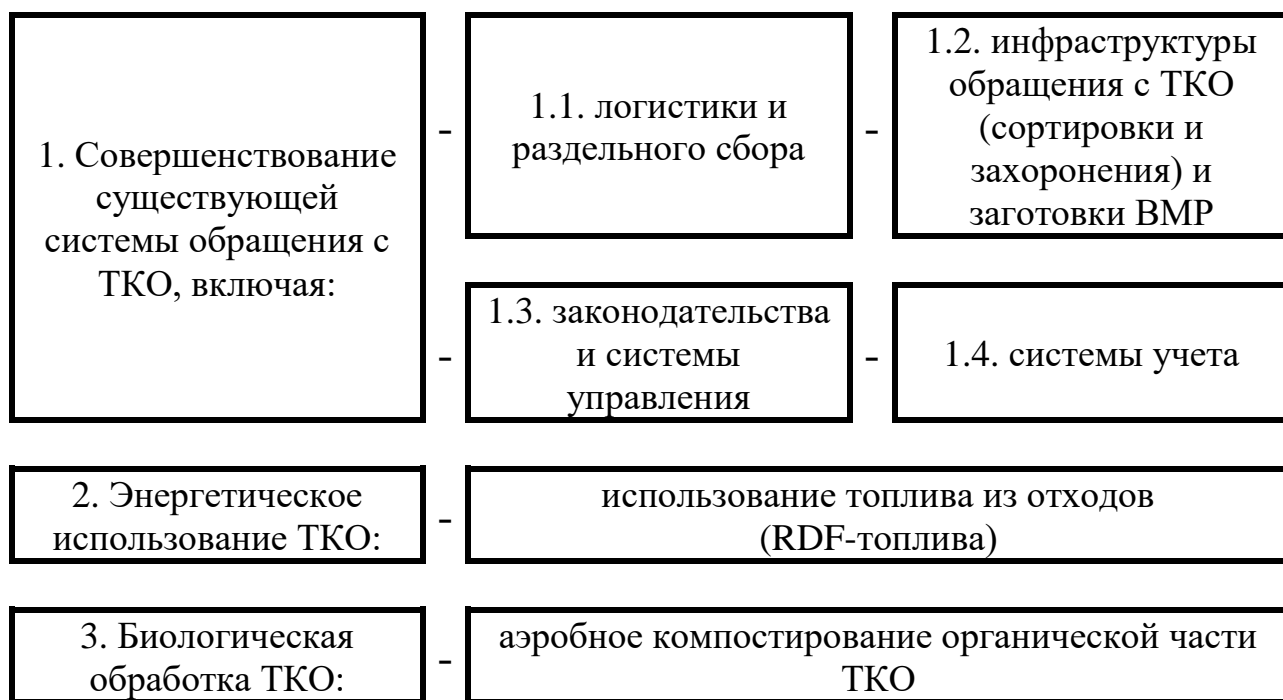 1. Совершенствование
существующей
системы обращения с
ТКО, включая:
-
1.1. логистики и
раздельного сбора
-
1.2. инфраструктуры
обращения с ТКО
(сортировки и
захоронения) и
заготовки ВМР
-
1.3. законодательства
и системы
управления
-
1.4. системы учета
2. Энергетическое
использование ТКО:
-
использование топлива из отходов
(RDF-топлива)
3. Биологическая
обработка ТКО:
-
аэробное компостирование органической части
ТКО